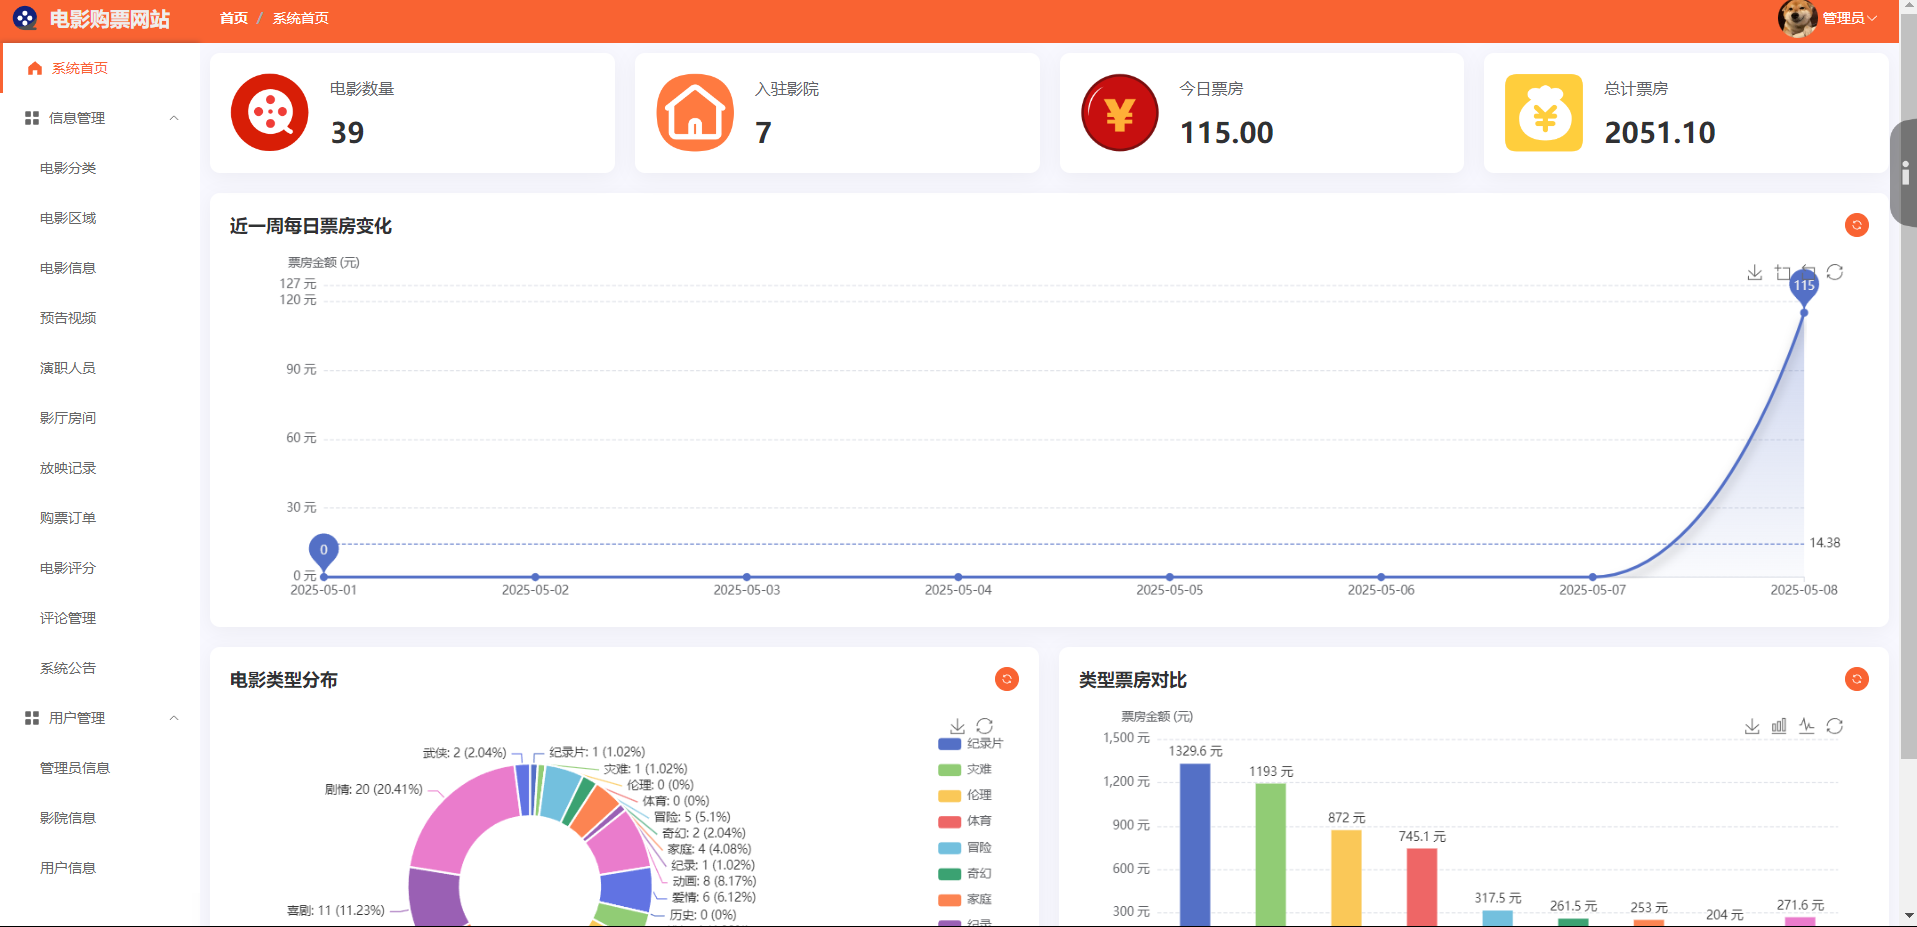 电影购票网站
首页 / 系统首页
管理员
系统首页
信息管理
电影分类
电影区域
电影信息
预告视频
演职人员
影厅房间
放映记录
购票订单
电影评分
评论管理
系统公告
用户管理
管理员信息
影院信息
用户信息
电影数量
39
入驻影院
7
今日票房
115.00
总计票房
2051.10
近一周每日票房变化
票房金额 (元)
127 元
120 元
90 元
60 元
30 元
0 元
0
115
14.38
2025-05-01
2025-05-02
2025-05-03
2025-05-04
2025-05-05
2025-05-06
2025-05-07
2025-05-08
电影类型分布
武侠: 2 (2.04%)
剧情: 20 (20.41%)
喜剧: 11 (11.23%)
纪录片: 1 (1.02%)
灾难: 1 (1.02%)
伦理: 0 (0%)
体育: 0 (0%)
冒险: 5 (5.1%)
奇幻: 2 (2.04%)
家庭: 4 (4.08%)
纪录: 1 (1.02%)
动画: 8 (8.17%)
爱情: 6 (6.12%)
历史: 0 (0%)
纪录片
灾难
伦理
体育
冒险
奇幻
家庭
纪录
类型票房对比
票房金额 (元)
1,500 元
1,200 元
900 元
600 元
300 元
1329.6 元
1193 元
872 元
745.1 元
317.5 元
261.5 元
253 元
204 元
271.6 元